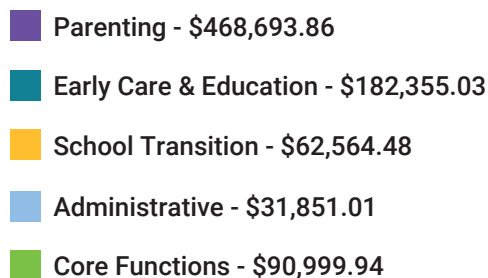 Parenting - $468,693.86
Early Care & Education - $182,355.03
School Transition - $62,564.48
Administrative - $31,851.01
Core Functions - $90,999.94